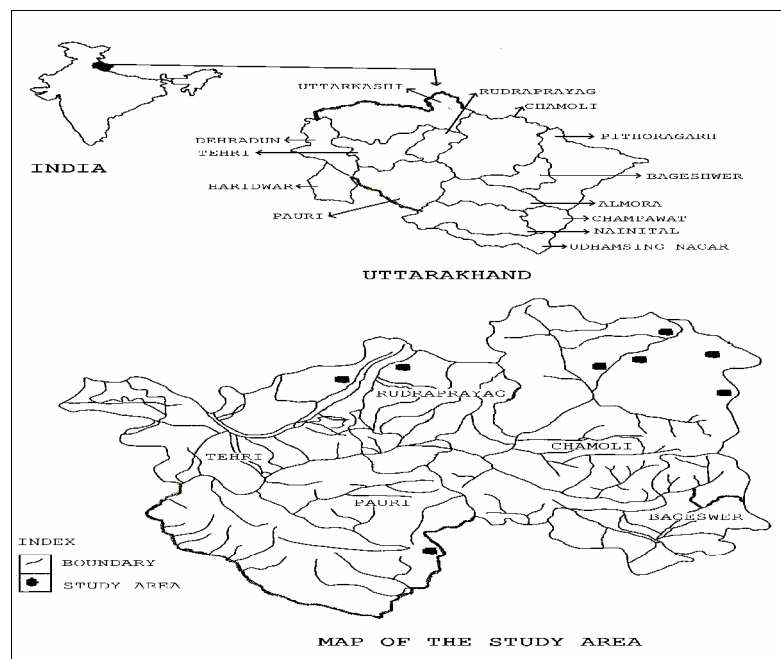 UTTARKASHI
RUDRAPRAYAG
CHAMOLI
DEHRADUN
PITHORAGARH
TEHRI
INDIA
BAGESHWER
HARIDWAR
ALMORA
PAURI
CHAMPAWAT
NAINITAL
UDHAMSING NAGAR
UTTARAKHAND
RUDRAPRAYAG
TEHRI
CHAMOLI
PAURI
BAGESWER
INDEX
BOUNDARY
STUDY AREA
MAP OF THE STUDY AREA